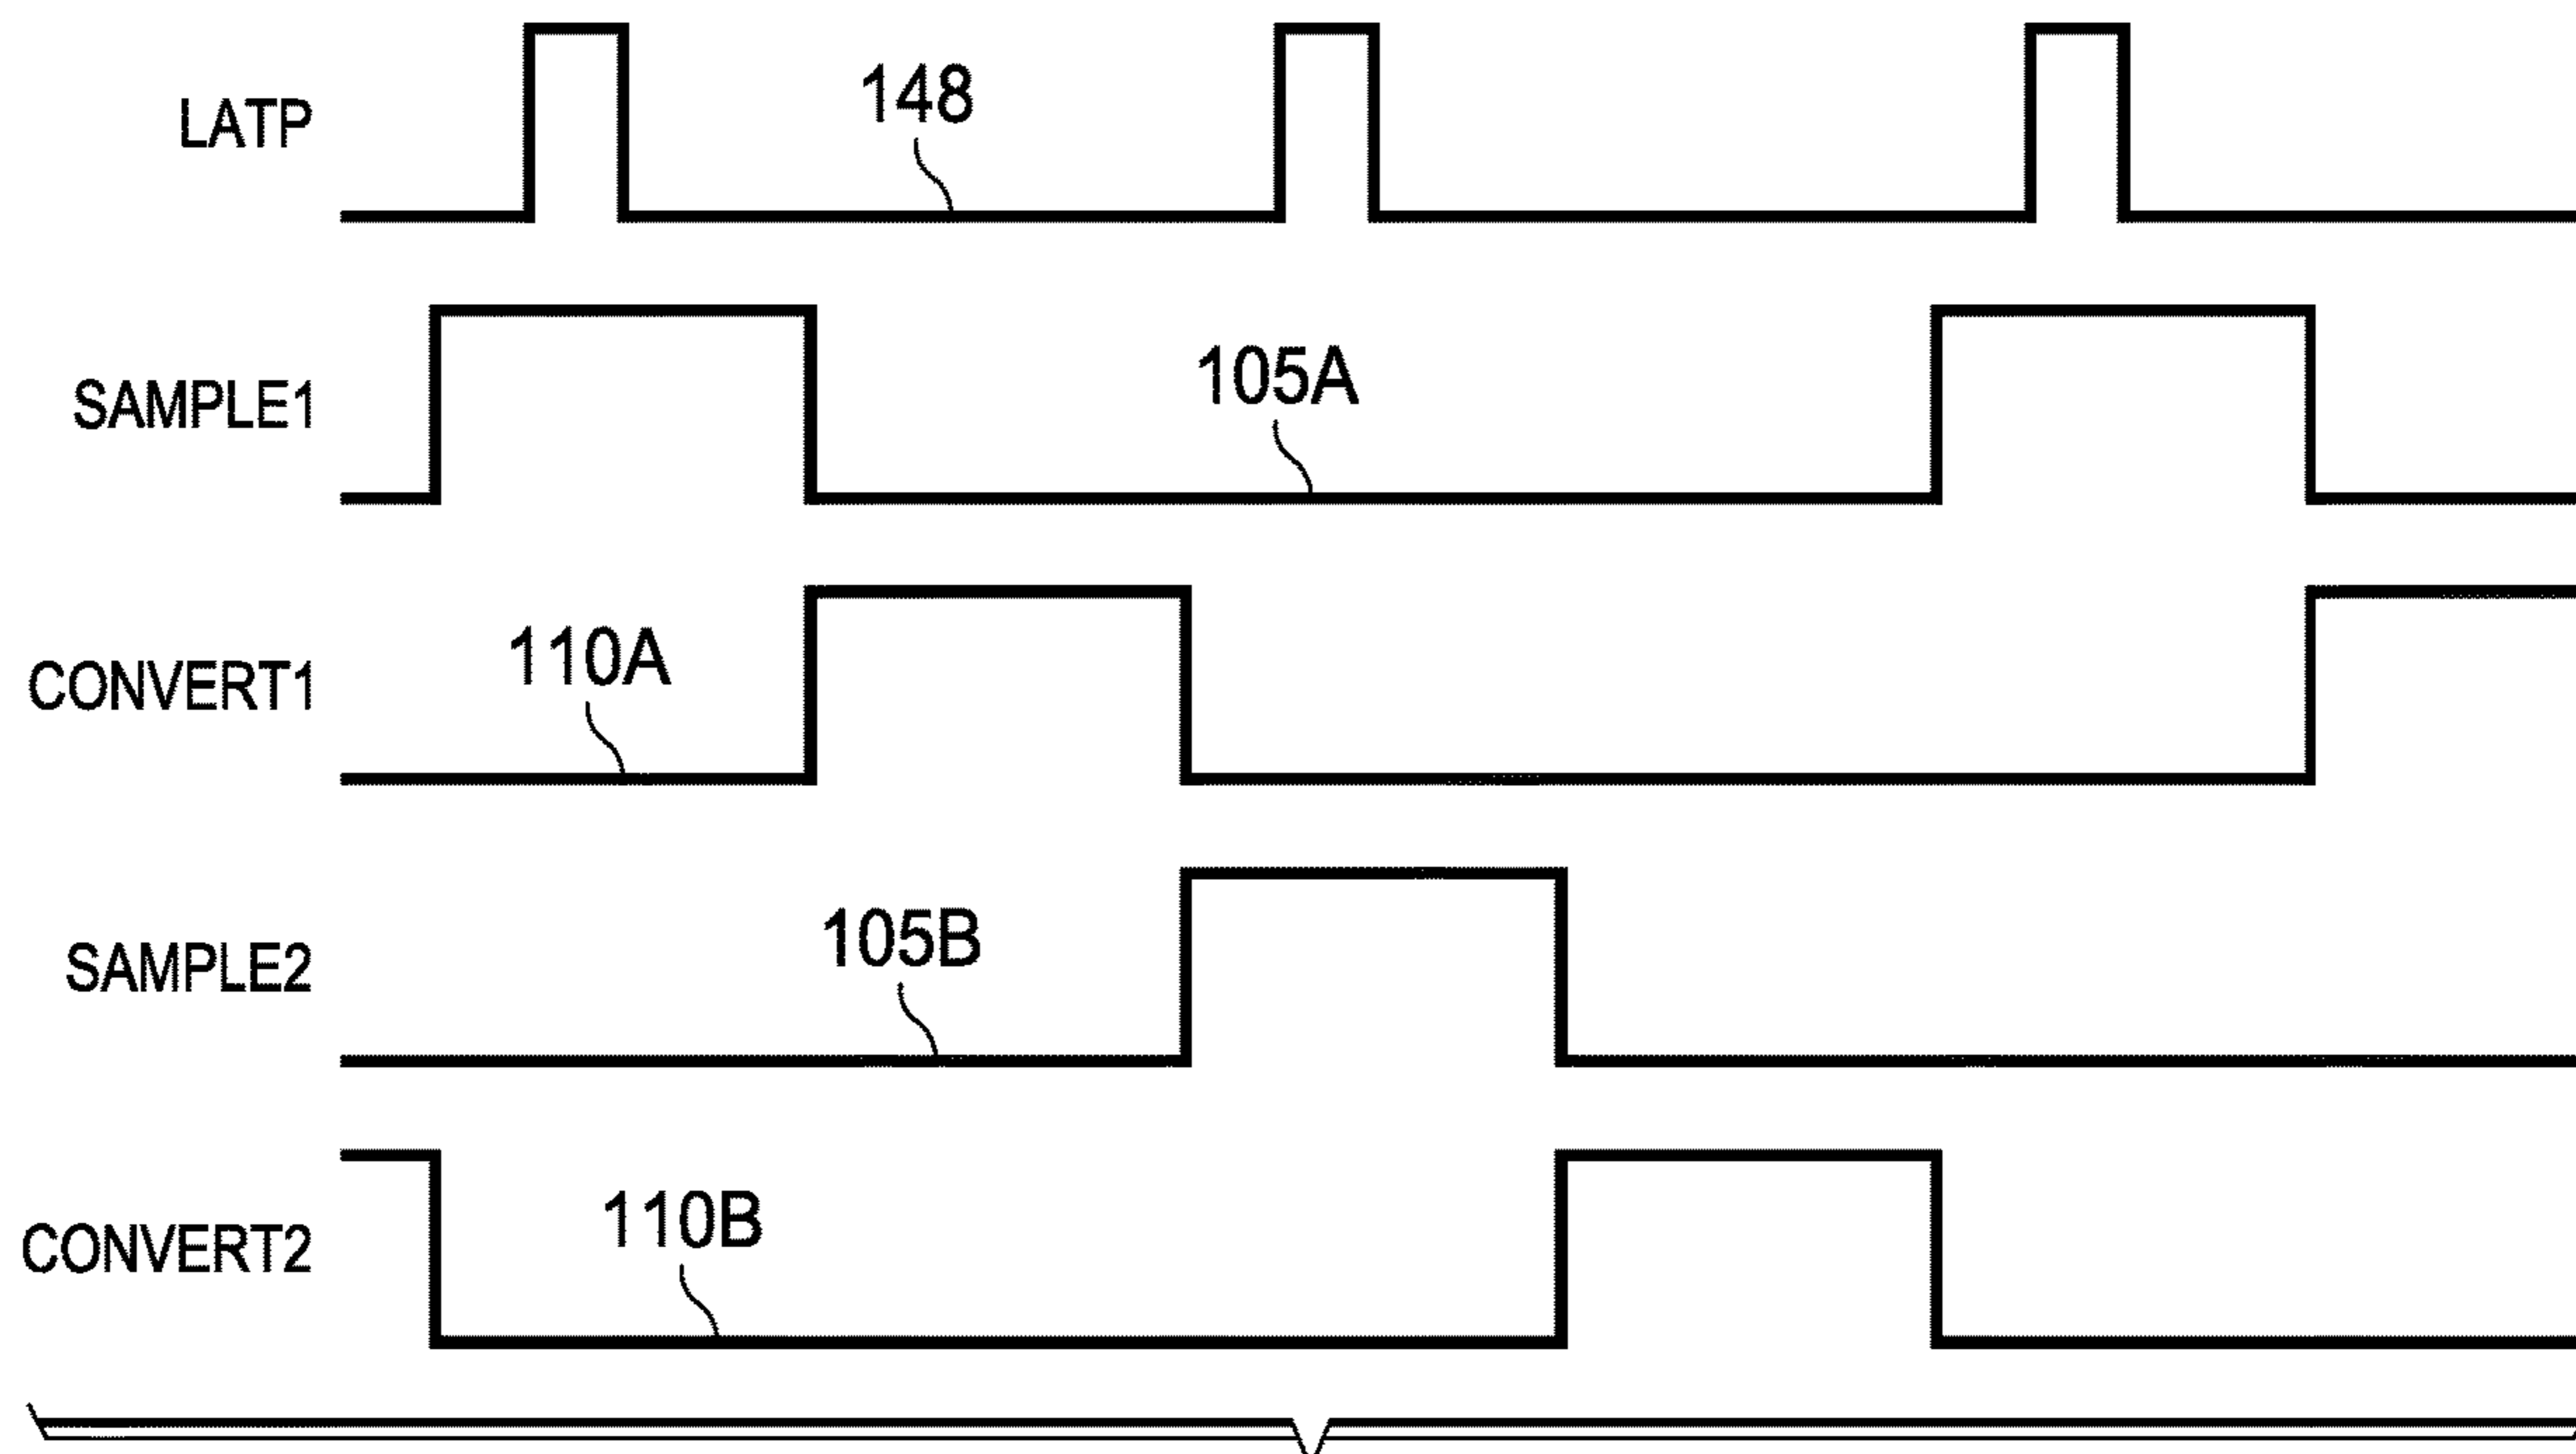 LATP
148
SAMPLE1
105A
CONVERT1
110A
SAMPLE2
105B
CONVERT2
110B